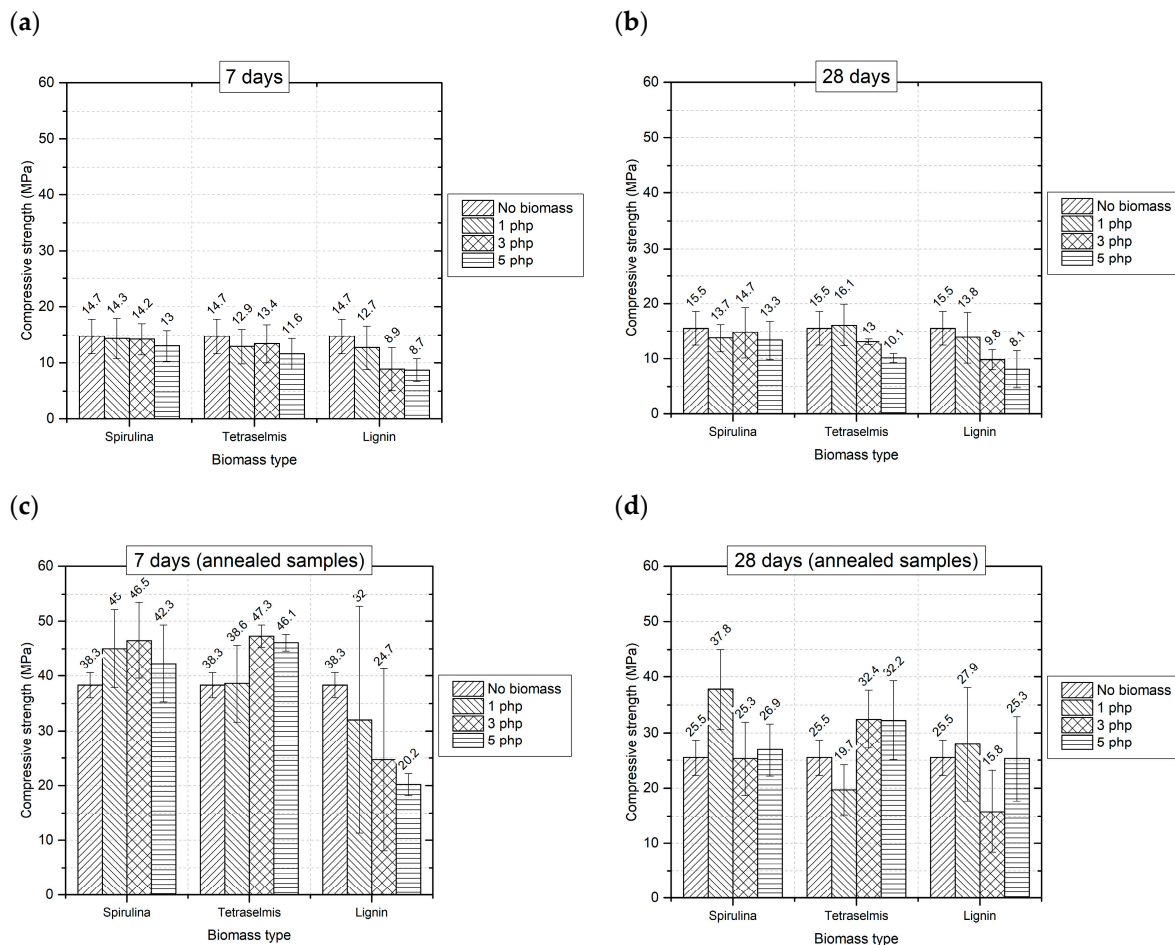 (a)
7 days
60
50
40
30
20
10
0
Compressive strength (MPa)
14.7 14.3 14.2 13
14.7 12.9 13.4 11.6
14.7 12.7 8.9 8.7
Spirulina Tetraselmis Lignin
Biomass type
No biomass
1 php
3 php
5 php
(b)
28 days
60
50
40
30
20
10
0
Compressive strength (MPa)
15.5 13.7 14.7 13.3
15.5 16.1 13 10.1
15.5 13.8 9.8 8.1
Spirulina Tetraselmis Lignin
Biomass type
No biomass
1 php
3 php
5 php
(c)
7 days (annealed samples)
60
50
40
30
20
10
0
Compressive strength (MPa)
38.3 45 46.5 42.3
38.3 38.6 47.3 46.1
38.3 32 24.7 20.2
Spirulina Tetraselmis Lignin
Biomass type
No biomass
1 php
3 php
5 php
(d)
28 days (annealed samples)
60
50
40
30
20
10
0
Compressive strength (MPa)
25.5 37.8 25.3 26.9
25.5 19.7 32.4 32.2
25.5 27.9 15.8 25.3
Spirulina Tetraselmis Lignin
Biomass type
No biomass
1 php
3 php
5 php